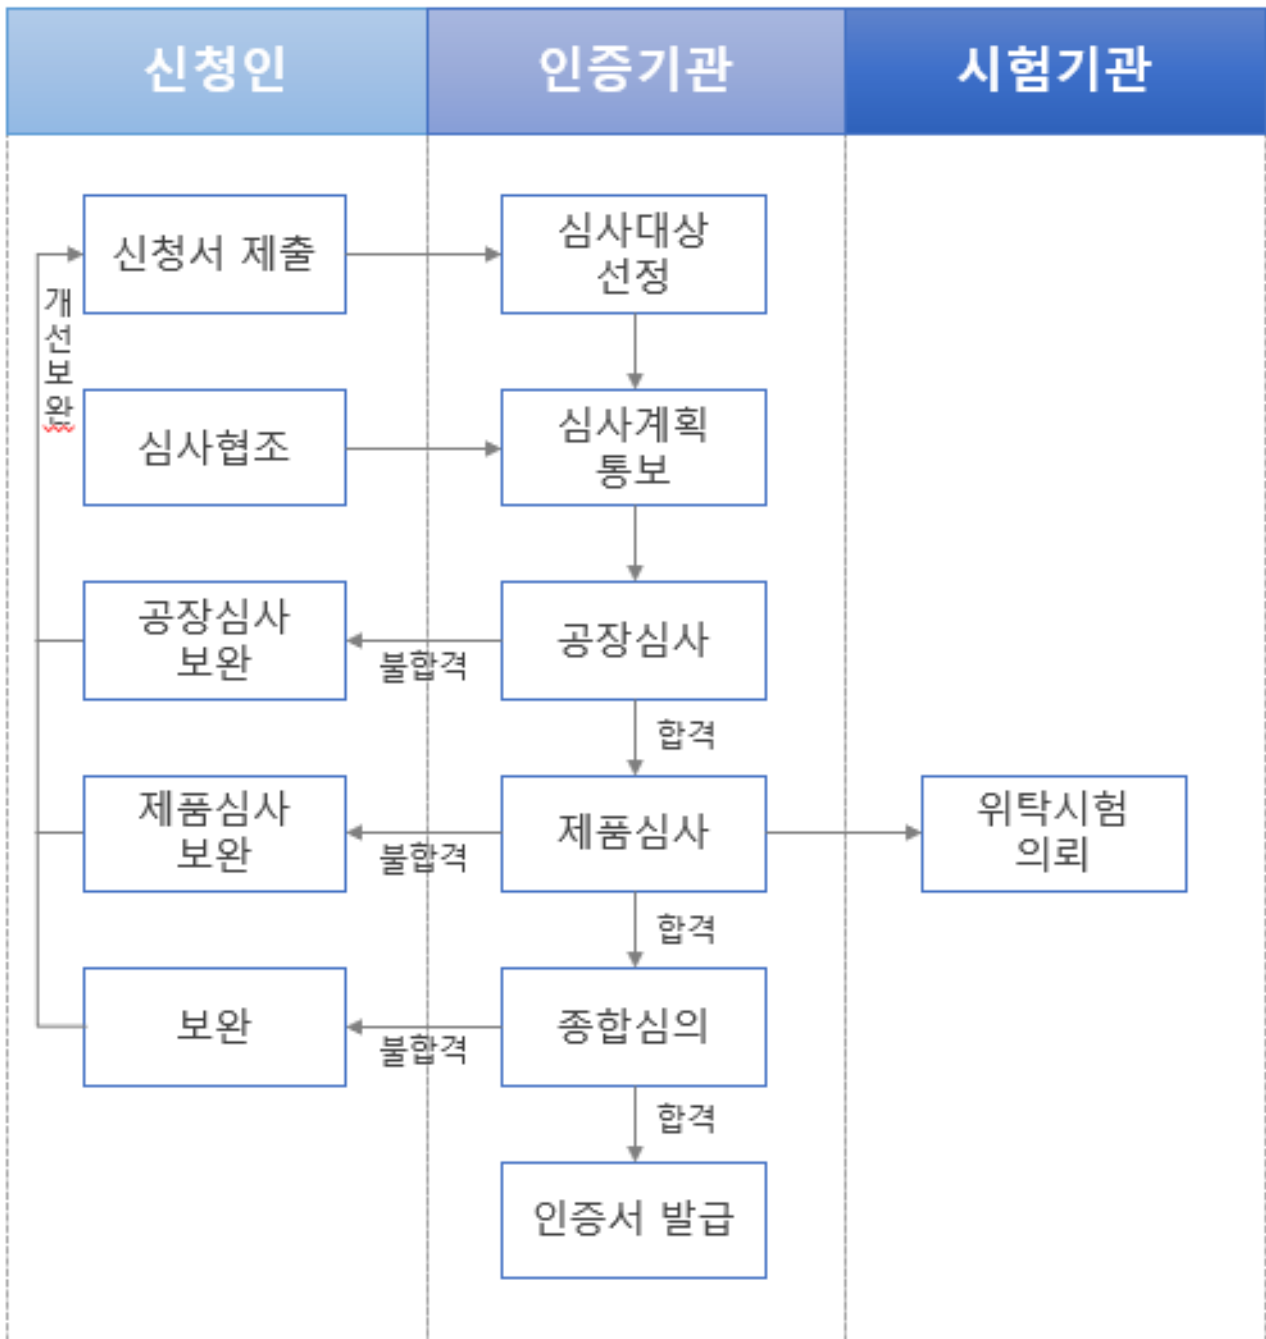 신청인
인증기관
시험기관
신청서 제출
심사대상
선정
개
선
보
완
심사협조
심사계획
통보
공장심사
보완
불합격
공장심사
합격
제품심사
보완
불합격
제품심사
위탁시험
의뢰
합격
보완
불합격
종합심의
합격
인증서 발급